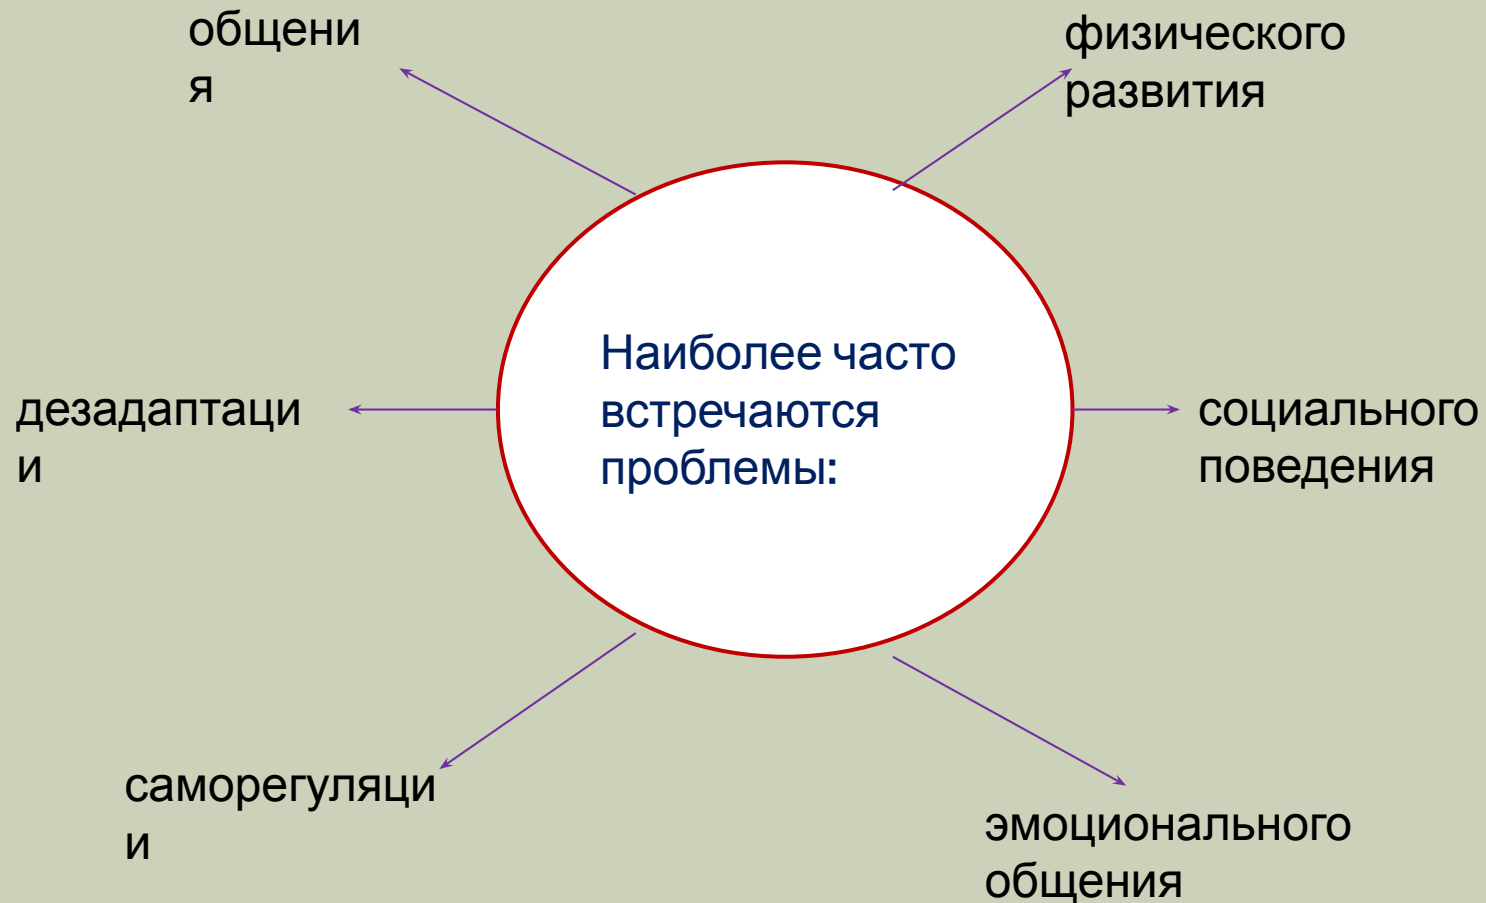 общени
я
физического
развития
Наиболее часто
встречаются
проблемы:
дезадаптаци
и
социального
поведения
саморегуляци
и
эмоционального
общения